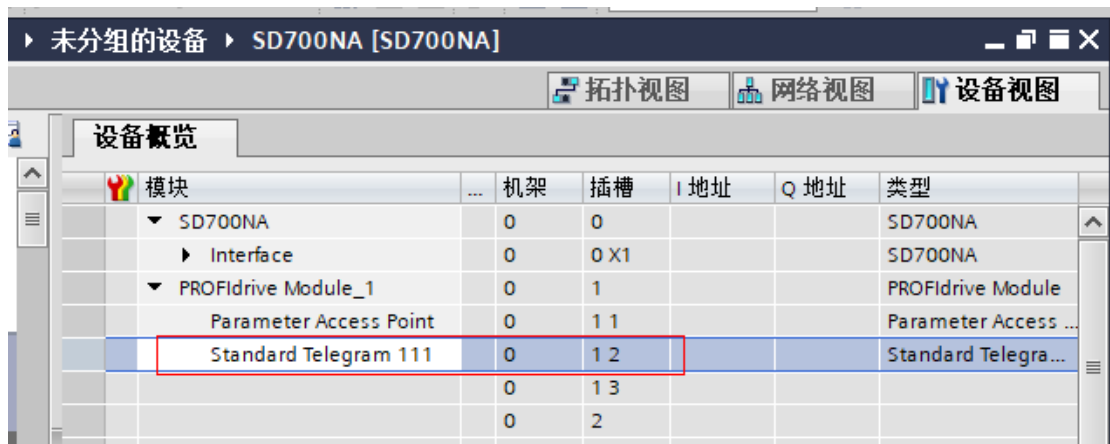 未分组的设备 SD700NA [SD700NA]
拓扑视图 网络视图 设备视图
设备概览
模块 ... 机架 插槽 I 地址 Q 地址 类型
SD700NA 0 0 SD700NA
Interface 0 0 X1 SD700NA
PROFIdrive Module_1 0 1 PROFIdrive Module
Parameter Access Point 0 1 1 Parameter Access ...
Standard Telegram 111 0 1 2 Standard Telegra...
0 1 3
0 2